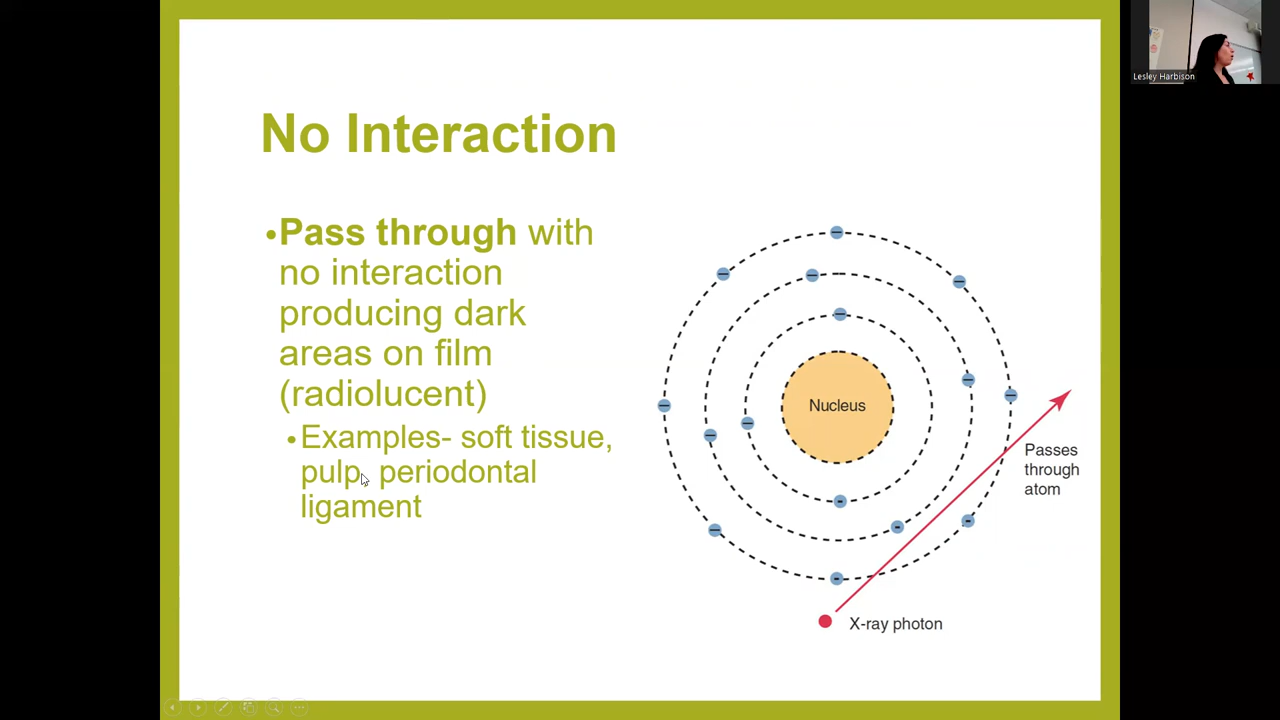 No Interaction
•Pass through with
no interaction
producing dark
areas on film
(radiolucent)
•Examples- soft tissue,
pulp, periodontal
ligament
Nucleus
Passes
through
atom
X-ray photon
Lesley Harbison